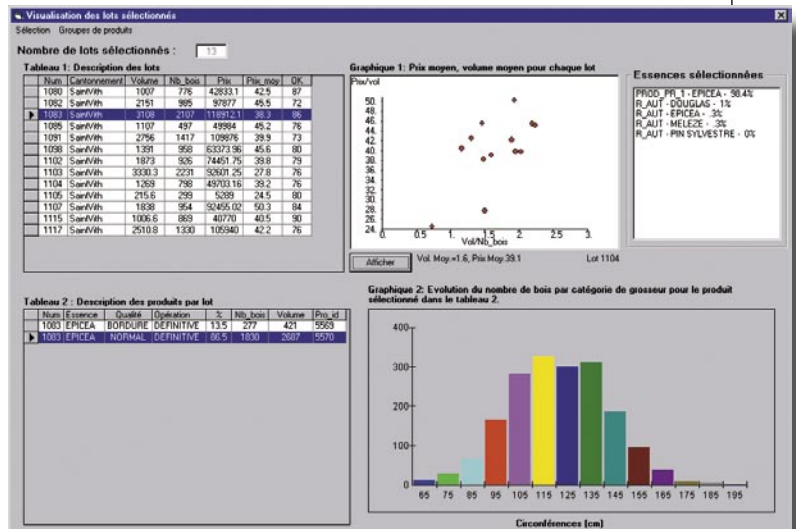 Visualisation des lots sélectionnés
Sélection Groupes de produits
Nombre de lots sélectionnés : 13
Tableau 1: Description des lots
Num Cantonnement Volume Nb_bois Prix Prix_moy OK
1080 SaintVith 1007 776 42833.1 42.5 87
1082 SaintVith 2151 985 97877 45.5 72
1083 SaintVith 3108 2107 118912.1 38.3 86
1085 SaintVith 1107 497 49984 45.2 76
1091 SaintVith 2756 1417 109876 39.9 73
1098 SaintVith 1391 958 63373.96 45.6 80
1102 SaintVith 1873 926 74451.75 39.8 79
1103 SaintVith 3330.3 2231 92601.25 27.8 76
1104 SaintVith 1269 798 49703.16 39.2 76
1105 SaintVith 215.6 299 5289 24.5 80
1107 SaintVith 1838 954 92455.02 50.3 84
1115 SaintVith 1006.6 869 40770 40.5 90
1117 SaintVith 2510.8 1330 105940 42.2 76
Graphique 1: Prix moyen, volume moyen pour chaque lot
Prix/vol
50.
48.
46.
44.
42.
40.
38.
36.
34.
32.
30.
28.
26.
24.
0. 0.5 1. 1.5 2. 2.5 3.
Vol/Nb_bois
Afficher Vol. Moy.=1.6, Prix Moy.39.1 Lot 1104
Essences sélectionnées
PROD_PR_1 - EPICEA - 98.4%
R_AUT - DOUGLAS - 1%
R_AUT - EPICEA - .3%
R_AUT - MELEZE - .3%
R_AUT - PIN SYLVESTRE - 0%
Tableau 2 : Description des produits par lot
Num Essence Qualité Opération % Nb_bois Volume Pro_id
1083 EPICEA BORDURE DEFINITIVE 13.5 277 421 5569
1083 EPICEA NORMAL DEFINITIVE 86.5 1830 2687 5570
Graphique 2: Evolution du nombre de bois par catégorie de grosseur pour le produit
sélectionné dans le tableau 2.
400
300
200
100
0
65 75 85 95 105 115 125 135 145 155 165 175 185 195
Circonférences [cm]